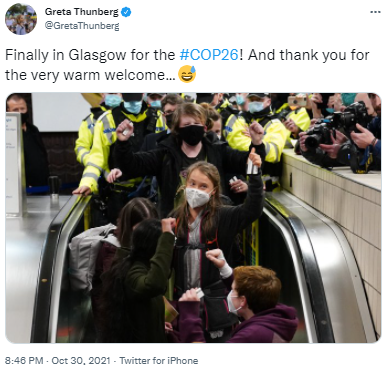 Greta Thunberg
@GretaThunberg
Finally in Glasgow for the #COP26! And thank you for
the very warm welcome...😅
8:46 PM · Oct 30, 2021 · Twitter for iPhone